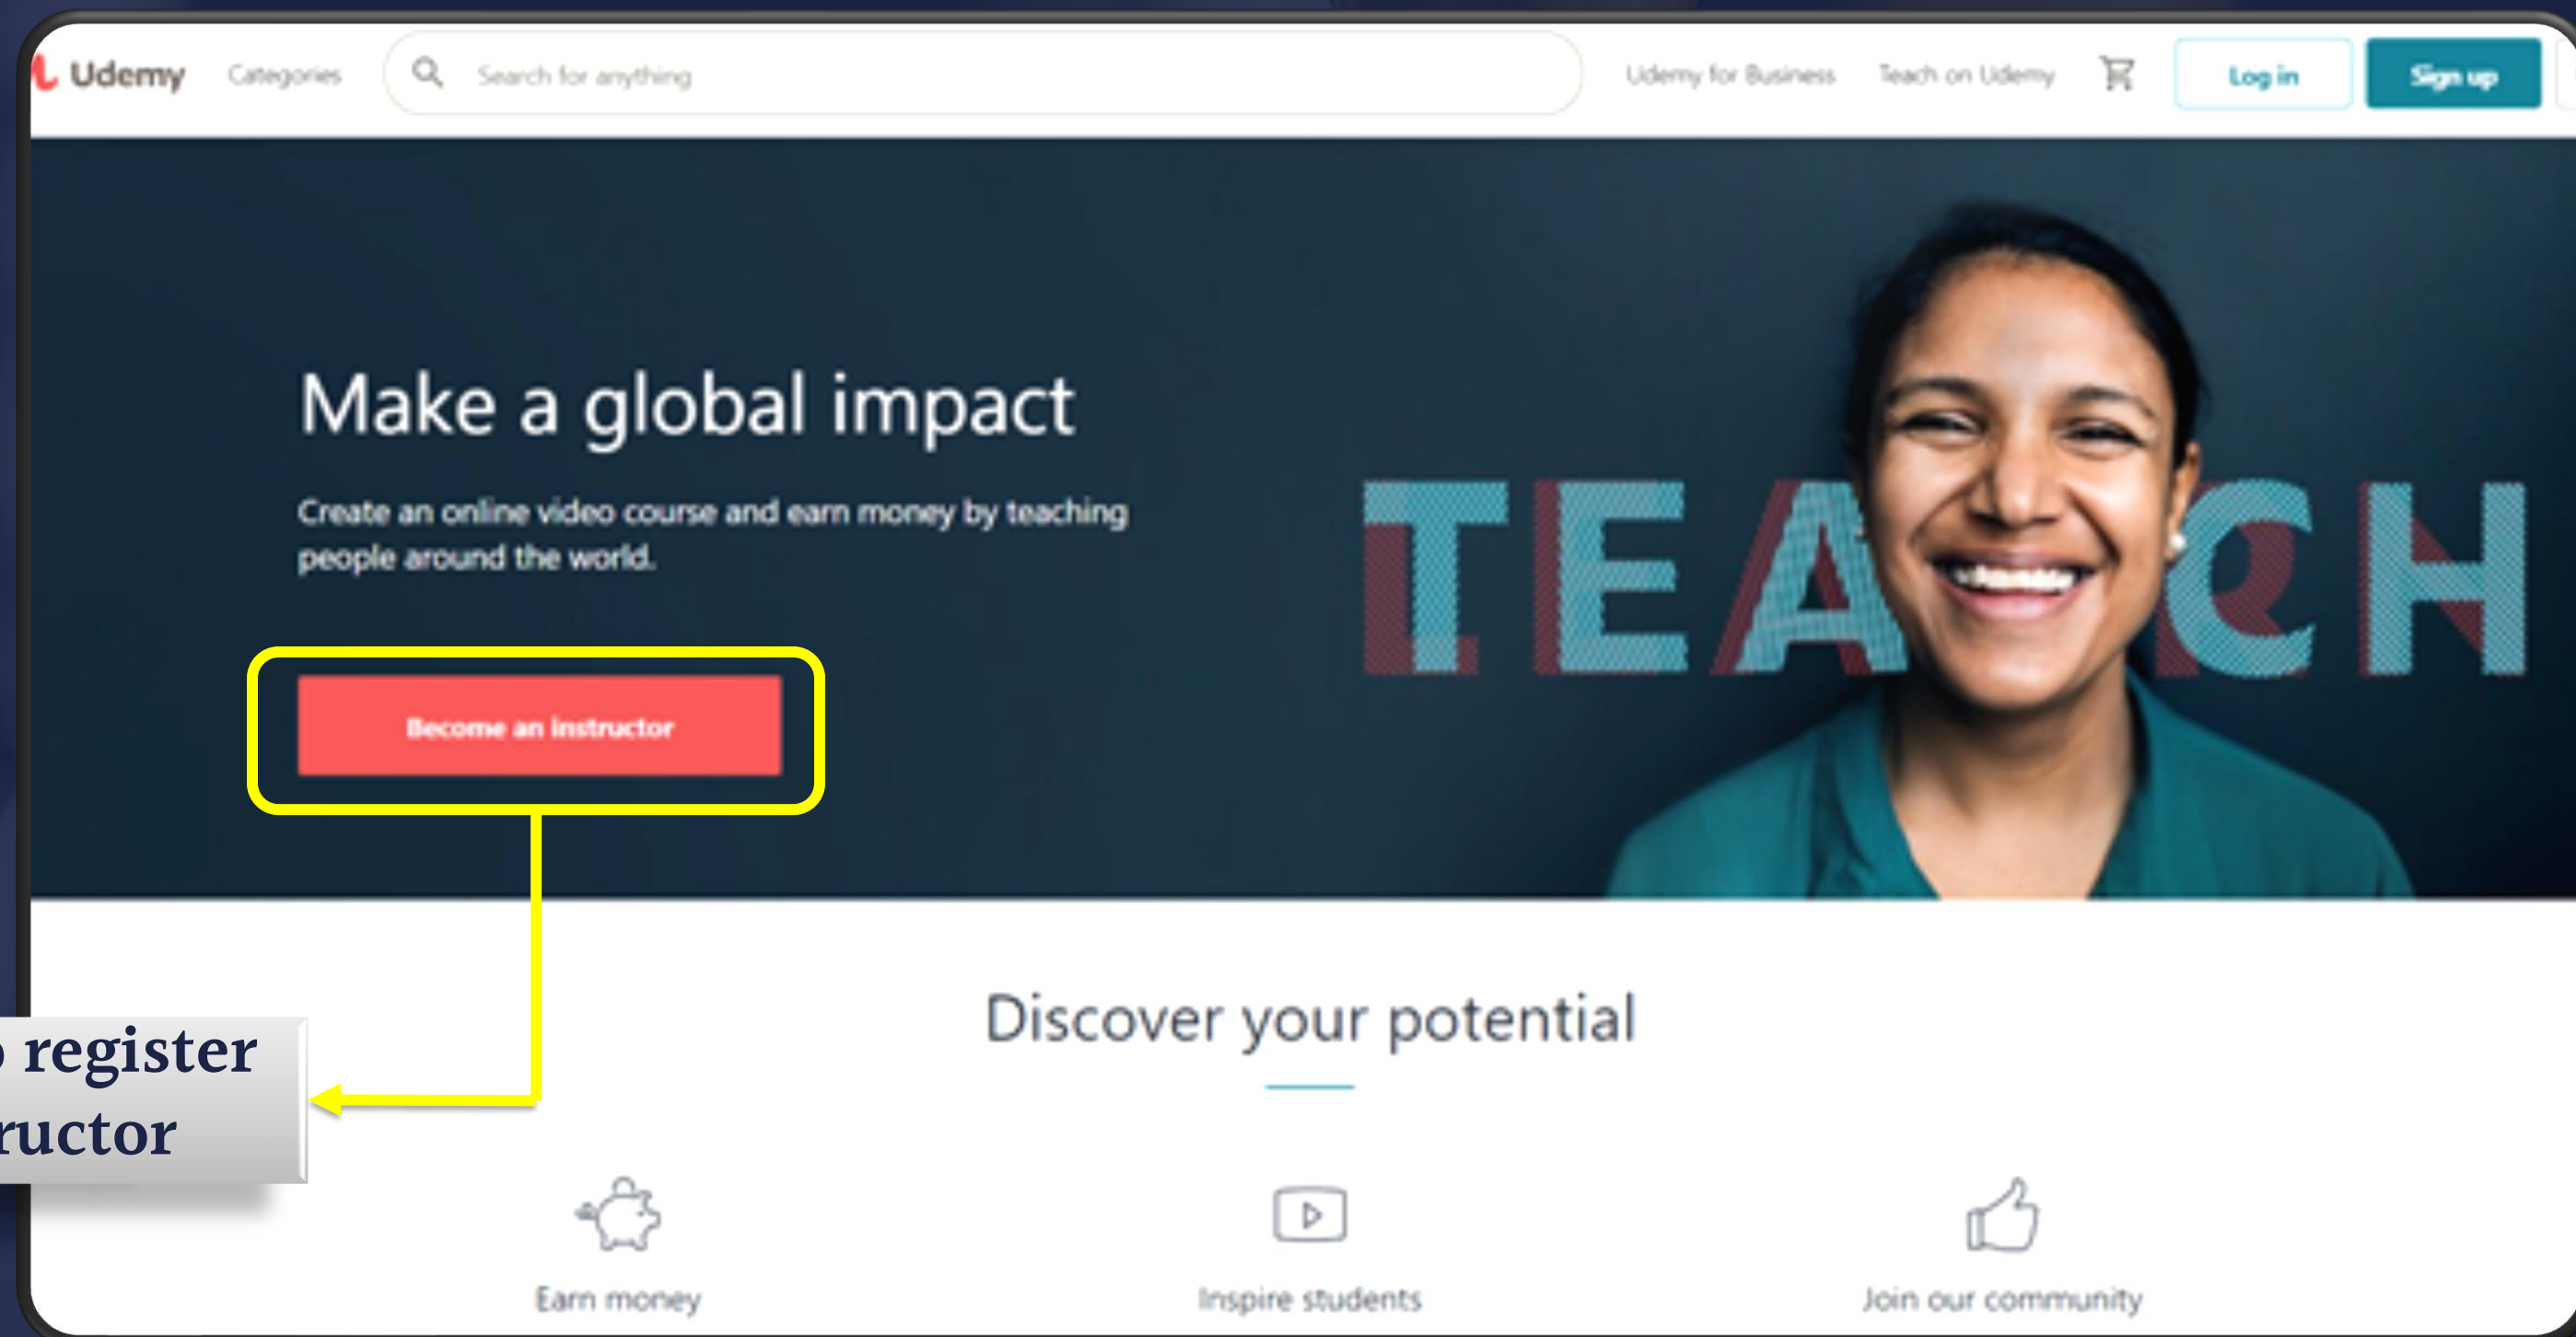 Udemy Categories Search for anything Udemy for Business Teach on Udemy Log in Sign up
Make a global impact
Create an online video course and earn money by teaching
people around the world.
TEACH
Become an instructor
Discover your potential
register
Earn money Inspire students Join our community